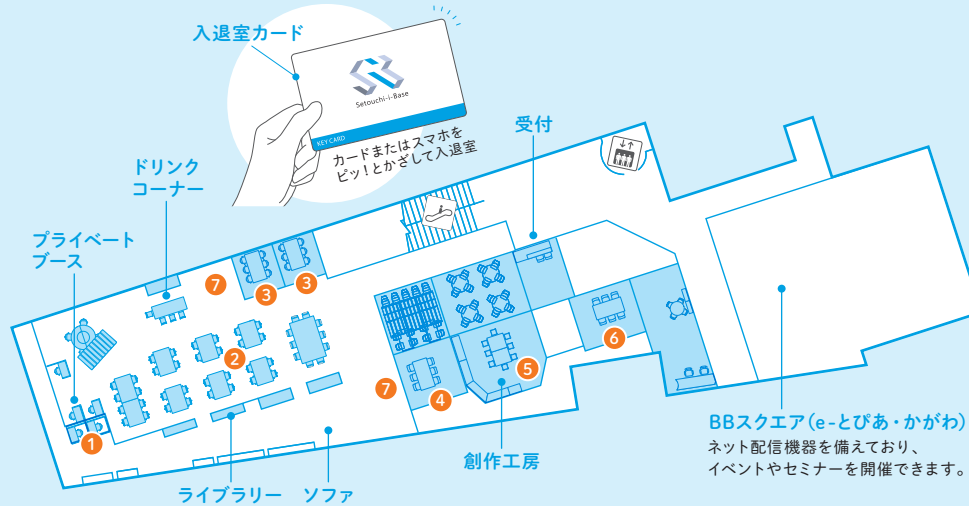 入退室カード
Setouchi-i-Base
KEY CARD
カードまたはスマホを
ピッ！とかざして入退室
受付
ドリンク
コーナー
プライベート
ブース
7
3
3
2
6
5
7
4
1
創作工房
ライブラリー
ソファ
BBスクエア（e-とぴあ・かがわ）
ネット配信機器を備えており、
イベントやセミナーを開催できます。